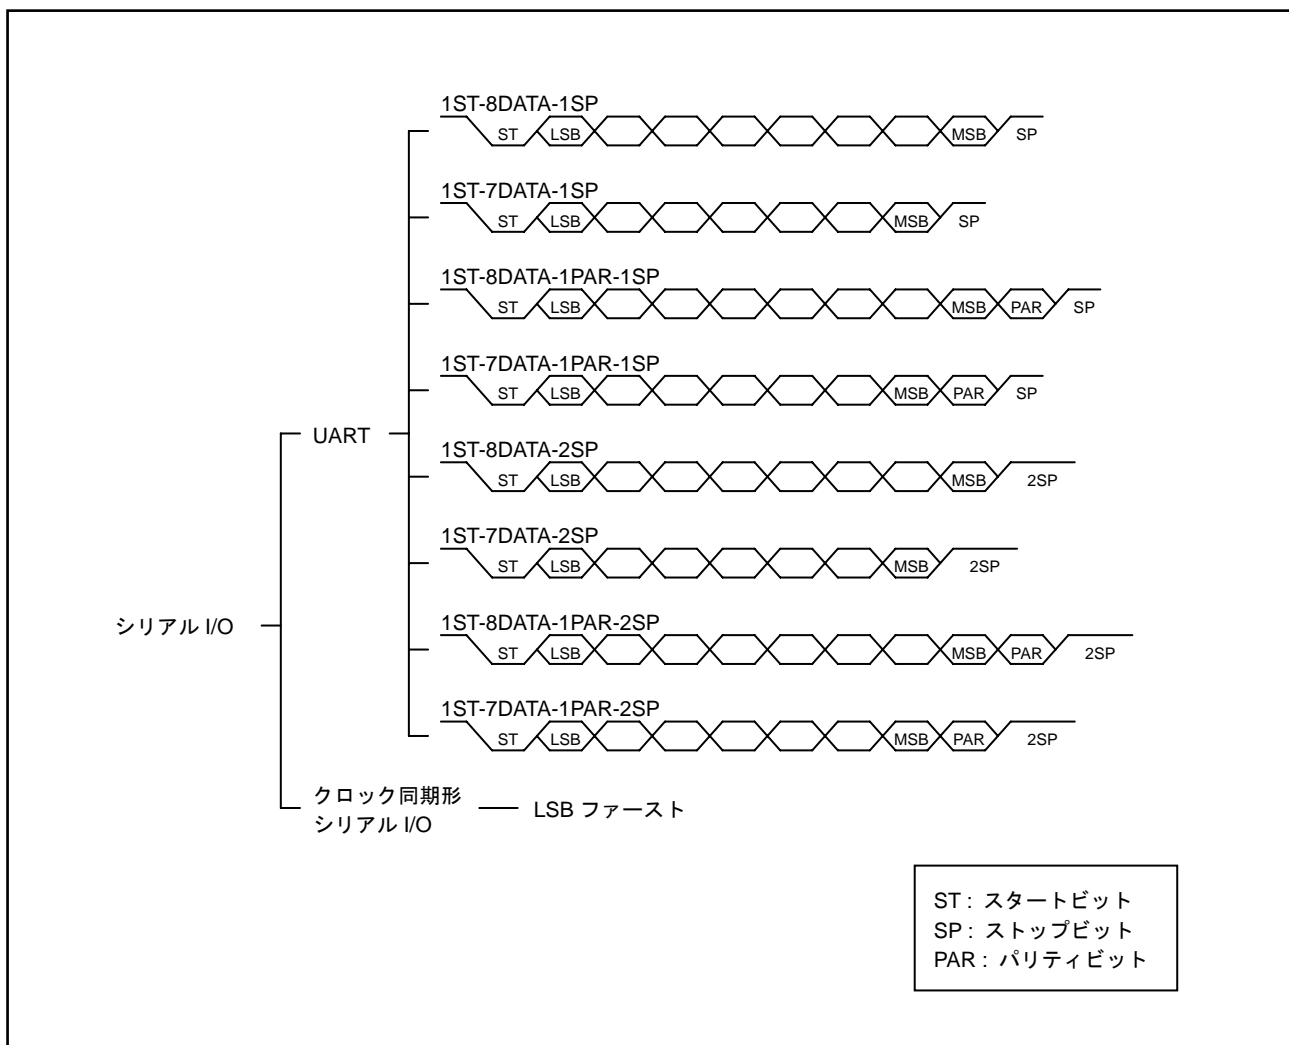 1ST-8DATA-1SP
ST LSB MSB SP
1ST-7DATA-1SP
ST LSB MSB SP
1ST-8DATA-1PAR-1SP
ST LSB MSB PAR SP
1ST-7DATA-1PAR-1SP
ST LSB MSB PAR SP
UART
1ST-8DATA-2SP
ST LSB MSB 2SP
1ST-7DATA-2SP
ST LSB MSB 2SP
シリアル I/O
1ST-8DATA-1PAR-2SP
ST LSB MSB PAR 2SP
1ST-7DATA-1PAR-2SP
ST LSB MSB PAR 2SP
クロック同期形
シリアル I/O
LSB ファースト
ST : スタートビット
SP : ストップビット
PAR : パリティビット